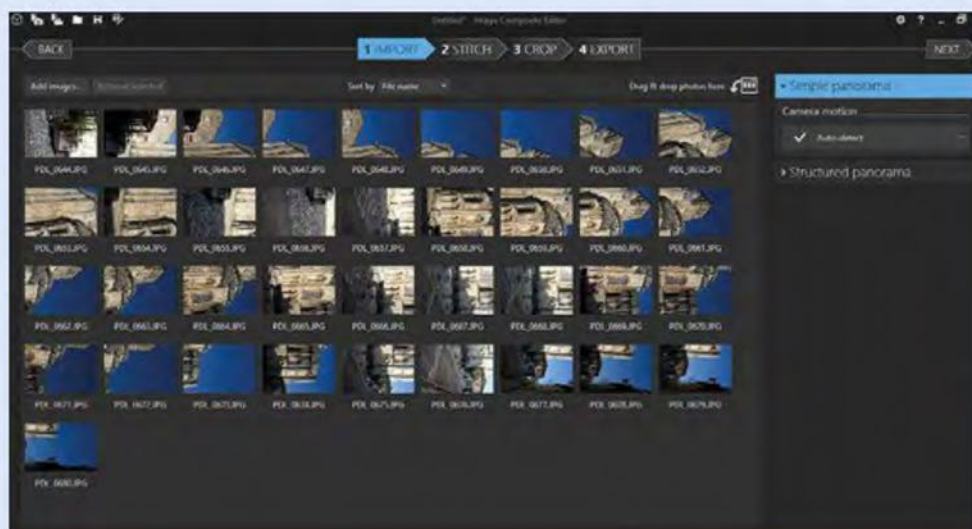 Untitled* - Image Composite Editor
BACK 1 IMPORT 2 STITCH 3 CROP 4 EXPORT NEXT
Add images... Remove selected Sort by File name Drag & drop photos here
Simple panorama
Camera motion
Auto-detect
Structured panorama
PDL_0644.JPG PDL_0645.JPG PDL_0646.JPG PDL_0647.JPG PDL_0648.JPG PDL_0649.JPG PDL_0650.JPG PDL_0651.JPG PDL_0652.JPG
PDL_0653.JPG PDL_0654.JPG PDL_0655.JPG PDL_0656.JPG PDL_0657.JPG PDL_0658.JPG PDL_0659.JPG PDL_0660.JPG PDL_0661.JPG
PDL_0662.JPG PDL_0663.JPG PDL_0664.JPG PDL_0665.JPG PDL_0666.JPG PDL_0667.JPG PDL_0668.JPG PDL_0669.JPG PDL_0670.JPG
PDL_0671.JPG PDL_0672.JPG PDL_0673.JPG PDL_0674.JPG PDL_0675.JPG PDL_0676.JPG PDL_0677.JPG PDL_0678.JPG PDL_0679.JPG
PDL_0680.JPG